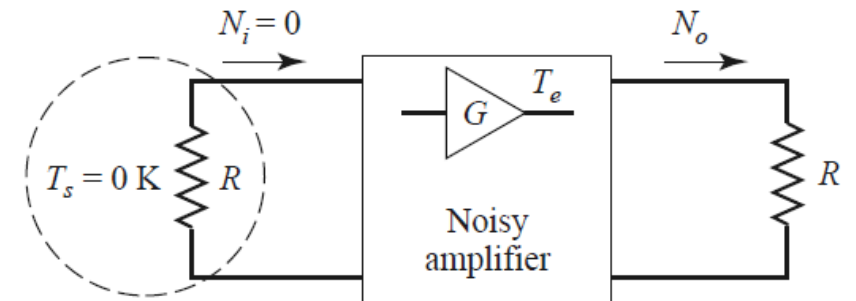 N_i = 0
N_o
T_e
G
T_s = 0 K
R
R
Noisy
amplifier